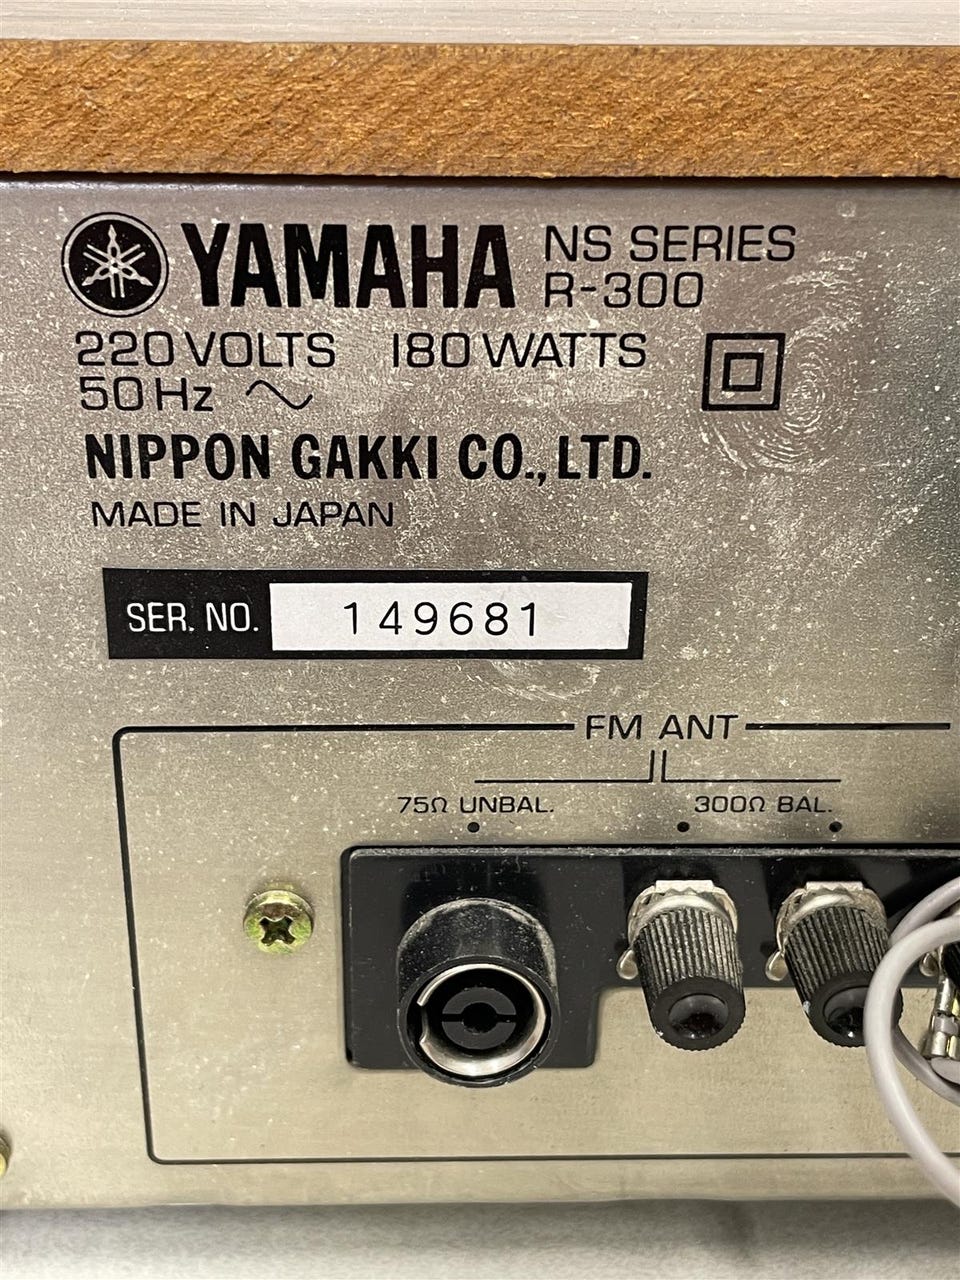 YAMAHA NS SERIES
R-300
220 VOLTS 180 WATTS
50 Hz
NIPPON GAKKI CO., LTD.
MADE IN JAPAN
SER. NO. 149681
FM ANT
75Ω UNBAL. 300Ω BAL.